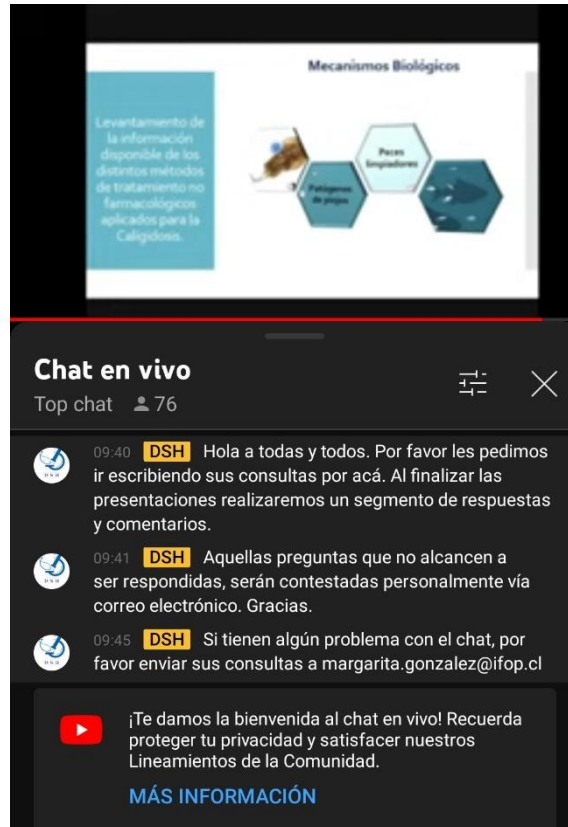 Mecanismos Biológicos
Levantamiento de
la información
disponible de los
distintos métodos
de tratamiento no
farmacológicos
aplicados para la
Caligidosis.
Patógenos
de piojos
Peces
limpiadores
Chat en vivo
Top chat 76
09:40 DSH Hola a todas y todos. Por favor les pedimos
ir escribiendo sus consultas por acá. Al finalizar las
presentaciones realizaremos un segmento de respuestas
y comentarios.
09:41 DSH Aquellas preguntas que no alcancen a
ser respondidas, serán contestadas personalmente vía
correo electrónico. Gracias.
09:45 DSH Si tienen algún problema con el chat, por
favor enviar sus consultas a margarita.gonzalez@ifop.cl
¡Te damos la bienvenida al chat en vivo! Recuerda
proteger tu privacidad y satisfacer nuestros
Lineamientos de la Comunidad.
MÁS INFORMACIÓN